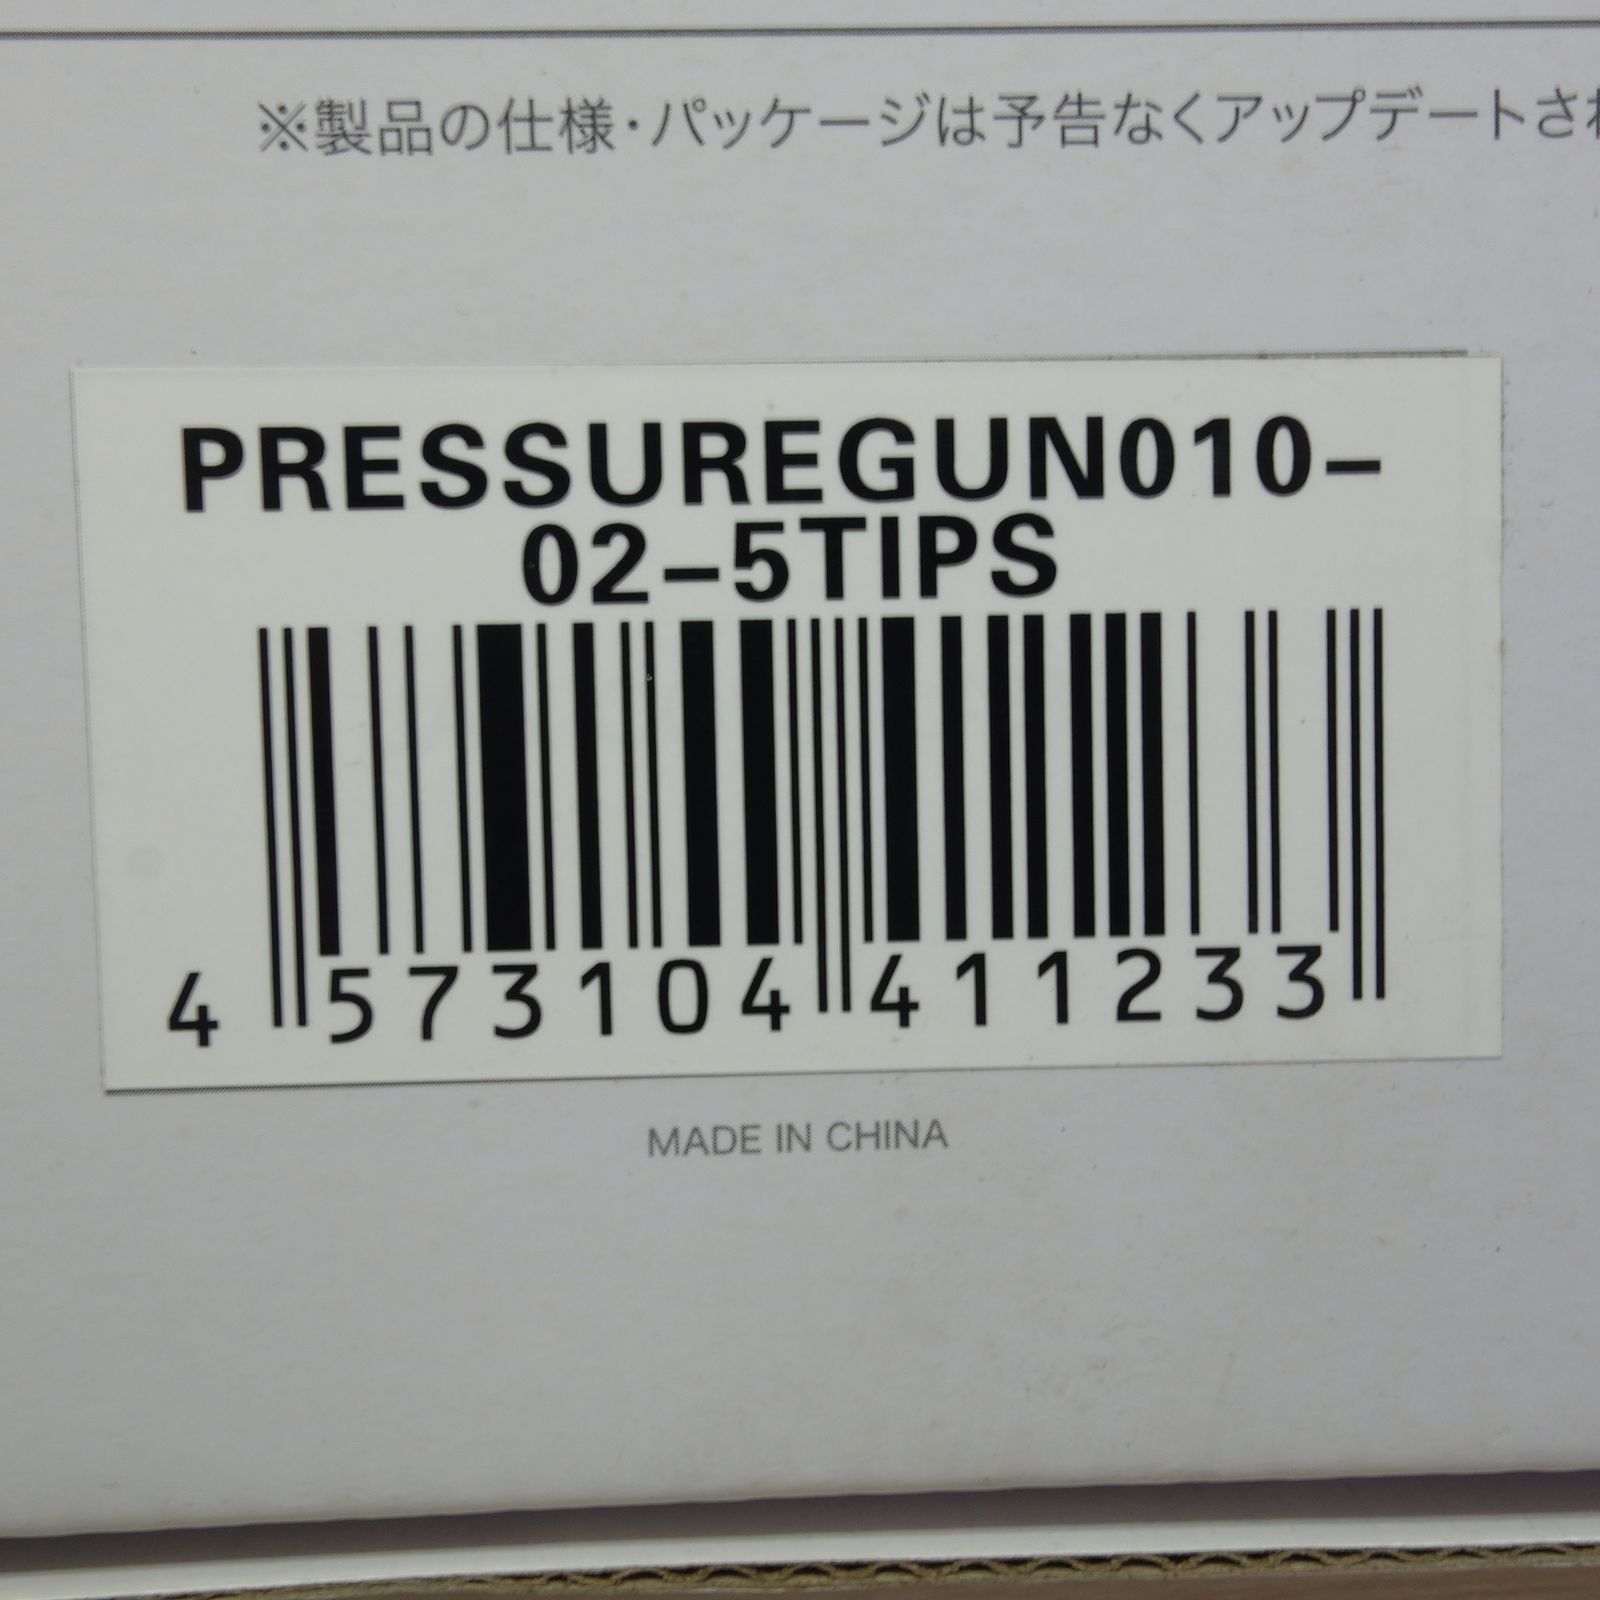 ※製品の仕様・パッケージは予告なくアップデートさ
PRESSUREGUN010-
02-5TIPS
4 573104 411233
MADE IN CHINA